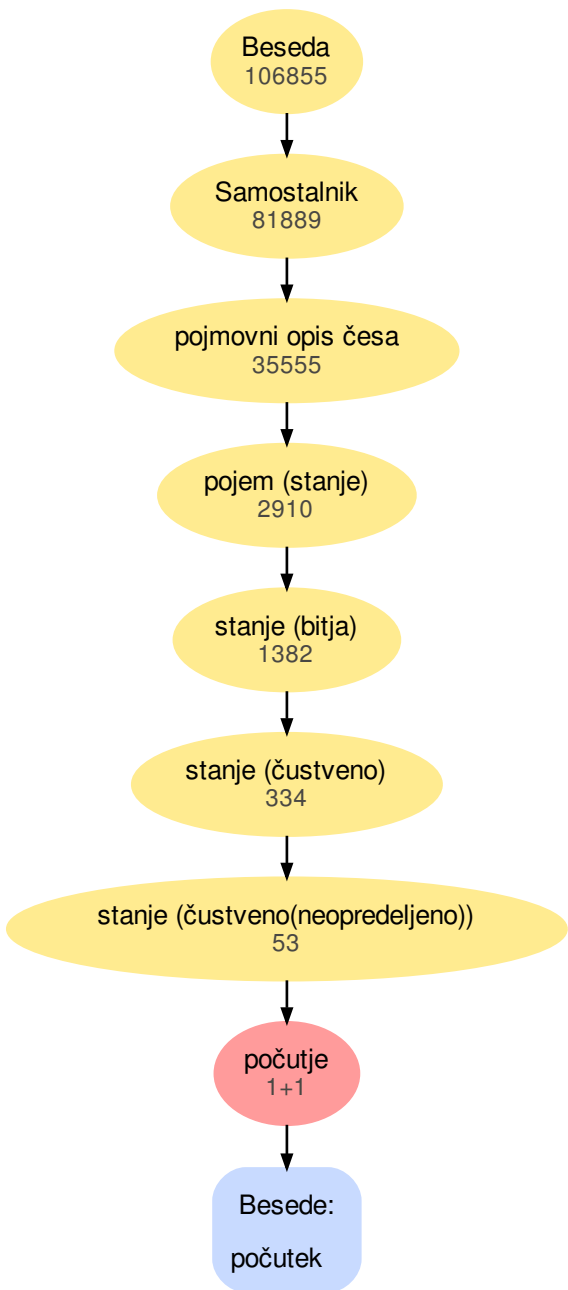 Beseda
106855
Samostalnik
81889
pojmovni opis česa
35555
pojem (stanje)
2910
stanje (bitja)
1382
stanje (čustveno)
334
stanje (čustveno(neopredeljeno))
53
počutje
1+1
Besede:
počutek